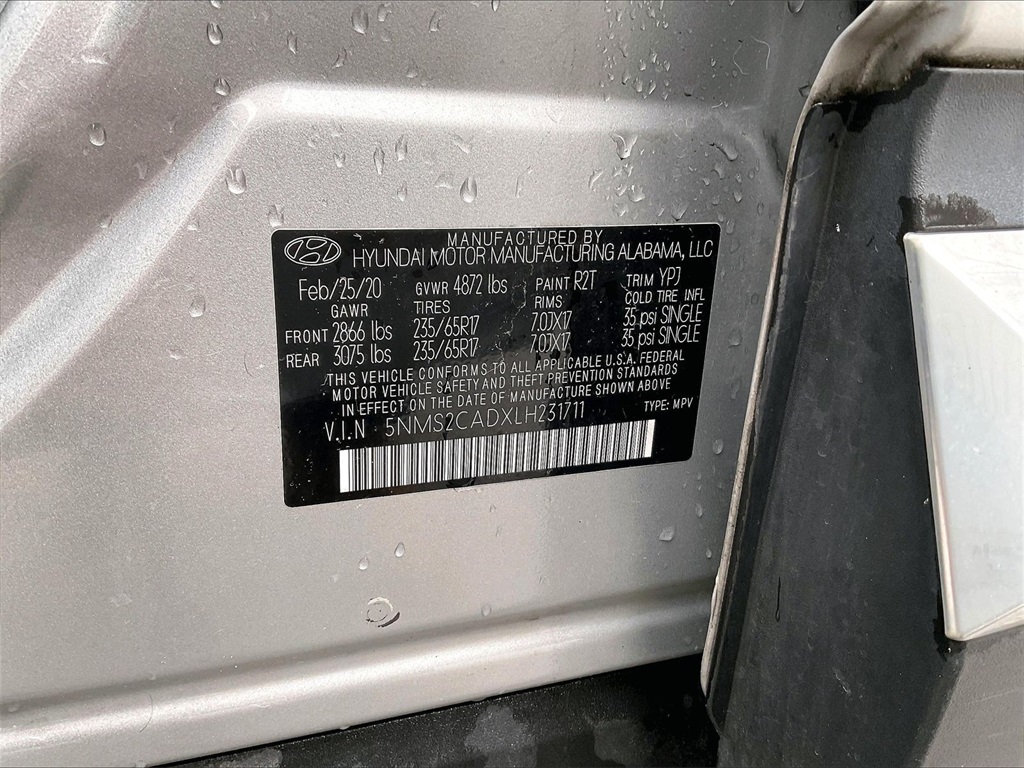 MANUFACTURED BY
HYUNDAI MOTOR MANUFACTURING ALABAMA, LLC
Feb/25/20 GVWR 4872 lbs PAINT R2T TRIM YPJ
GAWR TIRES RIMS COLD TIRE INFL
FRONT 2866 lbs 235/65R17 7.0JX17 35 psi SINGLE
REAR 3075 lbs 235/65R17 7.0JX17 35 psi SINGLE
THIS VEHICLE CONFORMS TO ALL APPLICABLE U.S.A. FEDERAL
MOTOR VEHICLE SAFETY AND THEFT PREVENTION STANDARDS
IN EFFECT ON THE DATE OF MANUFACTURE SHOWN ABOVE
V.I.N 5NMS2CADXLH231711 TYPE: MPV